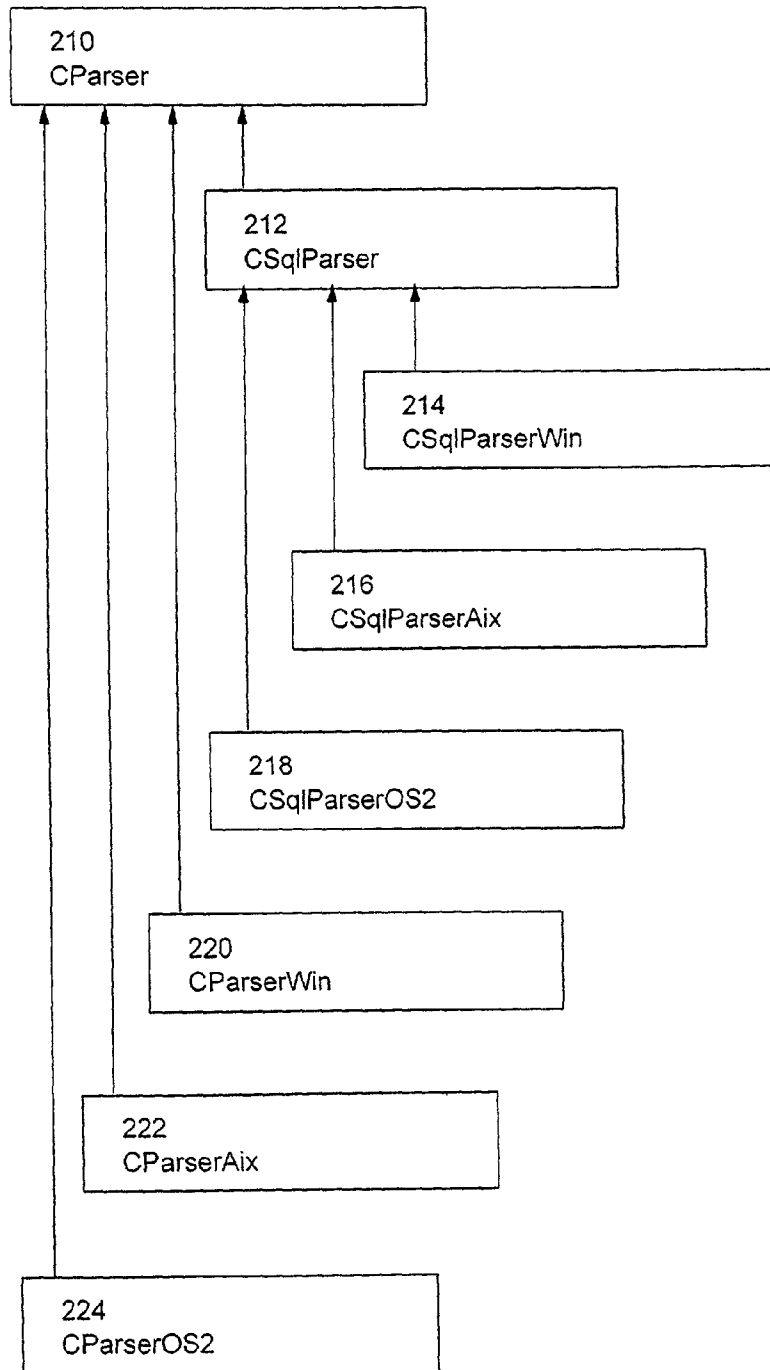 210
CParser
212
CSqlParser
214
CSqlParserWin
216
CSqlParserAix
218
CSqlParserOS2
220
CParserWin
222
CParserAix
224
CParserOS2